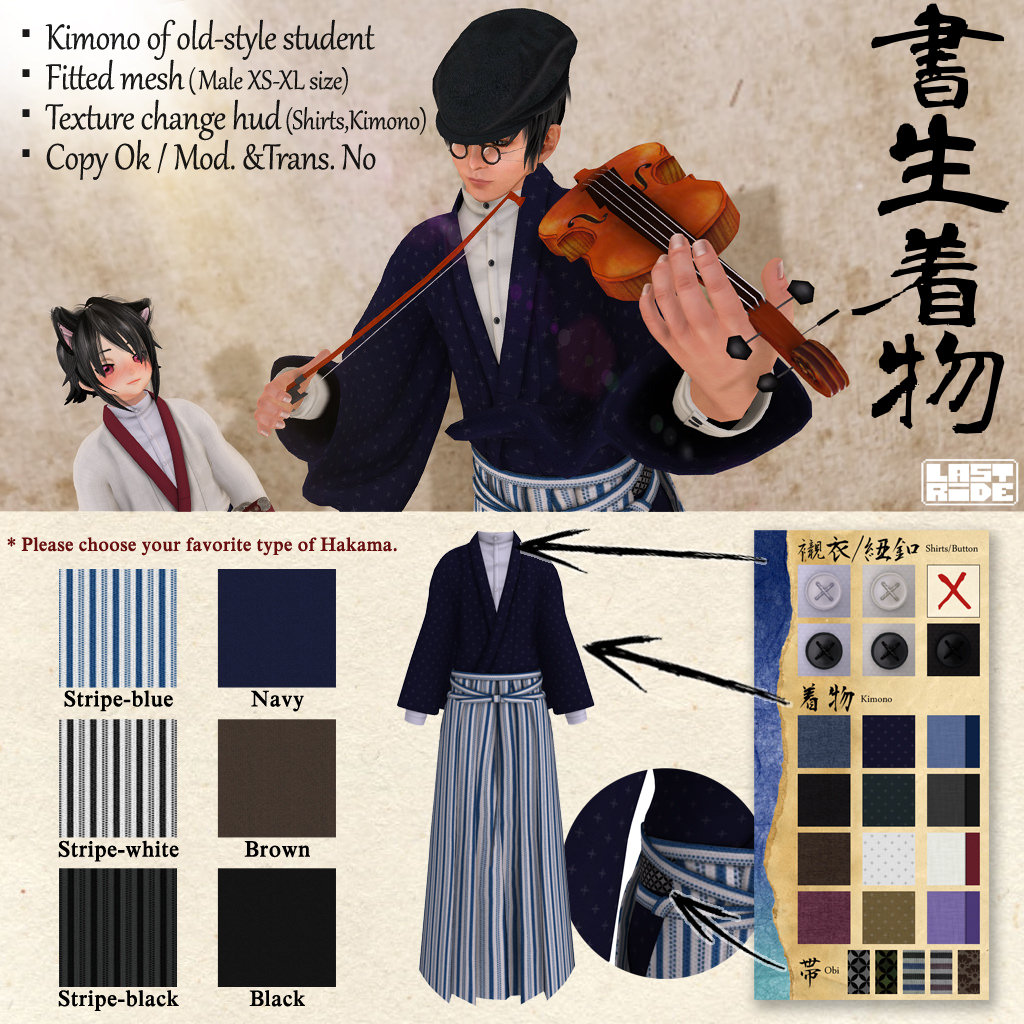 ▪ Kimono of old-style student
▪ Fitted mesh ( Male XS-XL size)
▪ Texture change hud (Shirts,Kimono)
▪ Copy Ok / Mod. &Trans. No
書生着物
LAST RIDE
* Please choose your favorite type of Hakama.
Stripe-blue
Navy
Stripe-white
Brown
Stripe-black
Black
襯衣/紐釦 Shirts/Button
着物 Kimono
帯 Obi